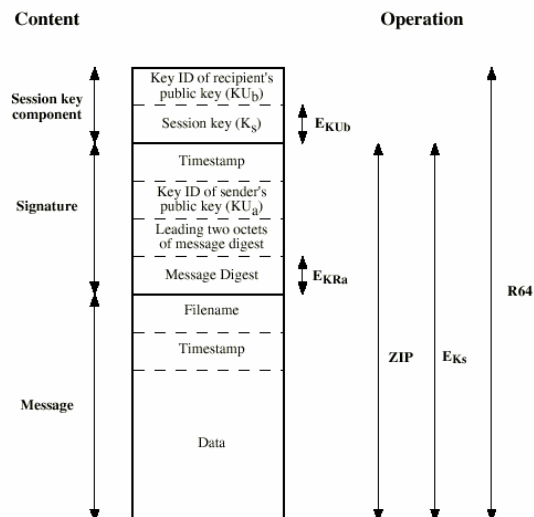 Content
Operation
Session key
component
Key ID of recipient's
public key (KUb)
Session key (Ks)
EKUb
Signature
Timestamp
Key ID of sender's
public key (KUa)
Leading two octets
of message digest
Message Digest
EKRa
Message
Filename
Timestamp
Data
ZIP
EKs
R64